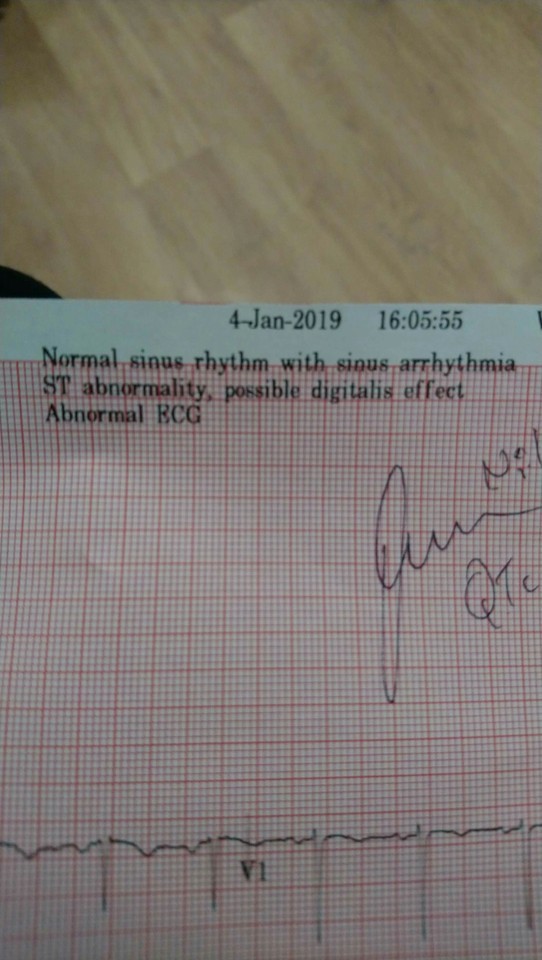 4-Jan-2019 16:05:55
Normal sinus rhythm with sinus arrhythmia
ST abnormality, possible digitalis effect
Abnormal ECG
QTc
V1